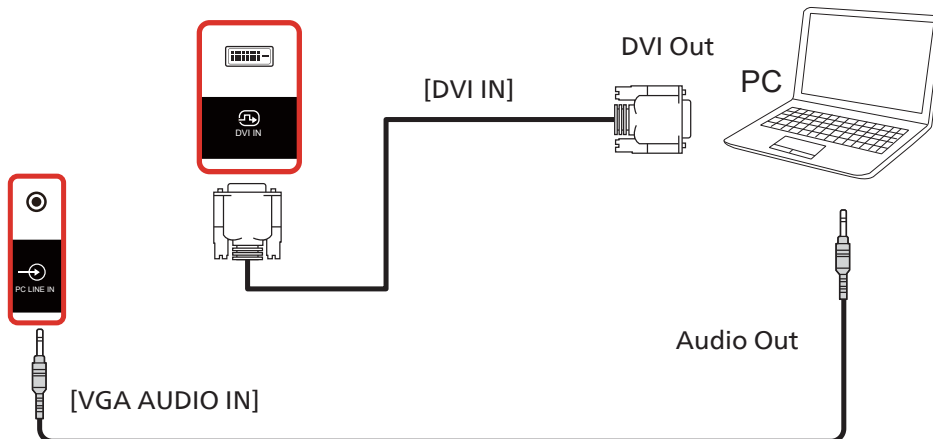 DVI Out
PC
[DVI IN]
DVI IN
PC LINE IN
Audio Out
[VGA AUDIO IN]